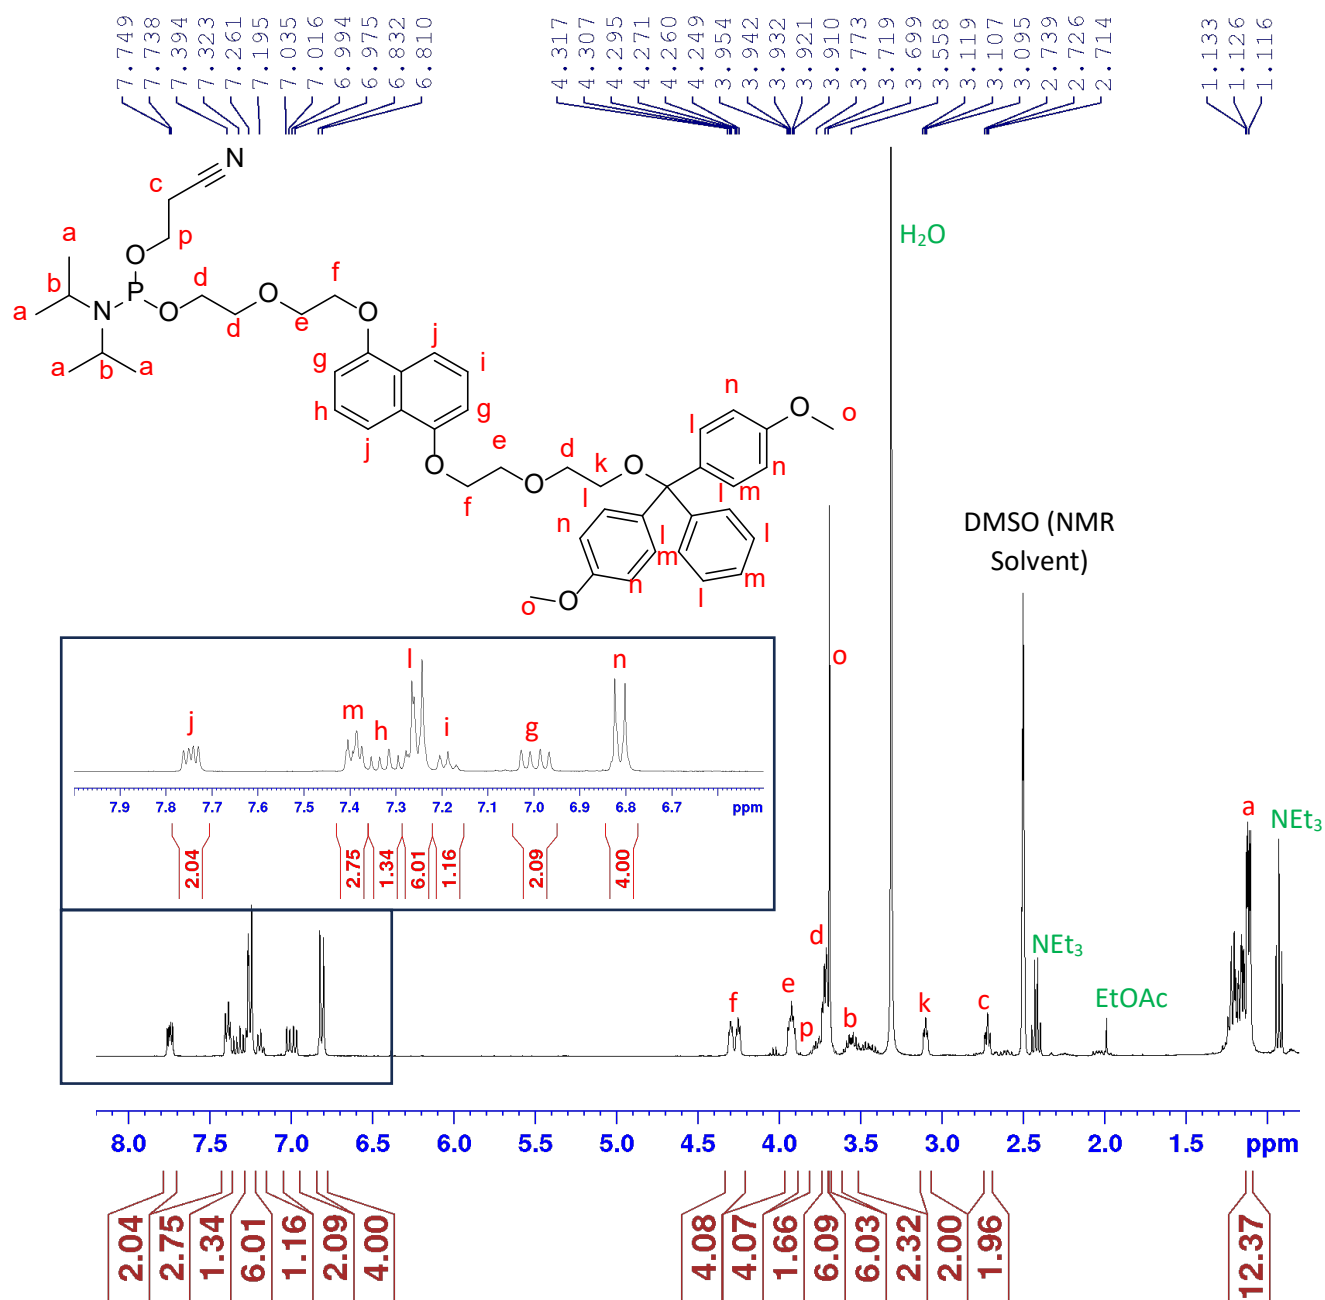 7.749 7.738 7.394 7.323 7.261 7.195 7.035 7.016 6.994 6.975 6.832 6.810 4.317 4.307 4.295 4.271 4.260 4.249 3.954 3.942 3.932 3.921 3.910 3.773 3.719 3.699 3.558 3.119 3.107 3.095 2.739 2.726 2.714 1.133 1.126 1.116
N
c
a
p
O
H2O
b
d
f
a
N
P
O
O
O
d
e
a
b
a
g
j
i
h
g
n
O
o
l
j
e
d
k
O
n
O
O
l
l
m
f
n
l
l
m
m
n
l
o
O
DMSO (NMR
Solvent)
l
n
o
j
m
h
i
g
7.9 7.8 7.7 7.6 7.5 7.4 7.3 7.2 7.1 7.0 6.9 6.8 6.7 ppm
2.04 2.75 1.34 6.01 1.16 2.09 4.00
a
NEt3
d
NEt3
f
e
p
b
k
c
EtOAc
8.0 7.5 7.0 6.5 6.0 5.5 5.0 4.5 4.0 3.5 3.0 2.5 2.0 1.5 ppm
2.04 2.75 1.34 6.01 1.16 2.09 4.00 4.08 4.07 1.66 6.09 6.03 2.32 2.00 1.96 12.37